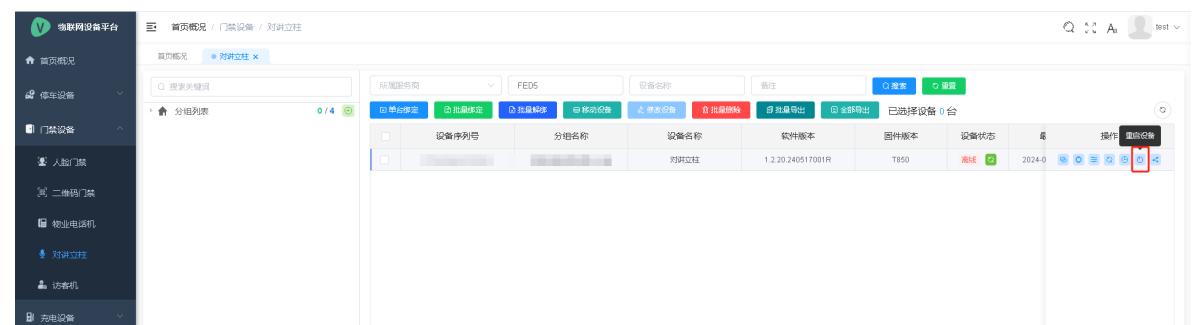 物联网设备平台
首页概况 / 门禁设备 / 对讲立柱
test
首页概况
对讲立柱 ×
首页概况
停车设备
门禁设备
人脸门禁
二维码门禁
物业电话机
对讲立柱
访客机
充电设备
搜索关键词
分组列表 0 / 4
所属服务商 FED5 设备名称 备注 搜索 重置
单台绑定 批量绑定 批量解绑 移动设备 修改设备 批量删除 批量导出 全部导出 已选择设备 0 台
设备序列号 分组名称 设备名称 软件版本 固件版本 设备状态 操作 重启设备
对讲立柱 1.2.20.240517001R T850 离线 2024-0